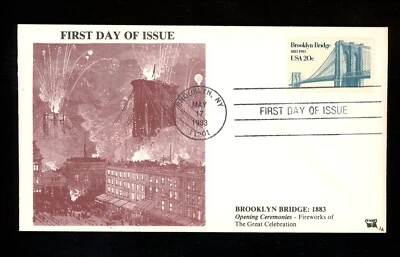 FIRST DAY OF ISSUE
Brooklyn Bridge
1883 1983
USA 20c
BROOKLYN, NY
MAY
17
1983
11201
FIRST DAY OF ISSUE
BROOKLYN BRIDGE: 1883
Opening Ceremonies - Fireworks of
The Great Celebration